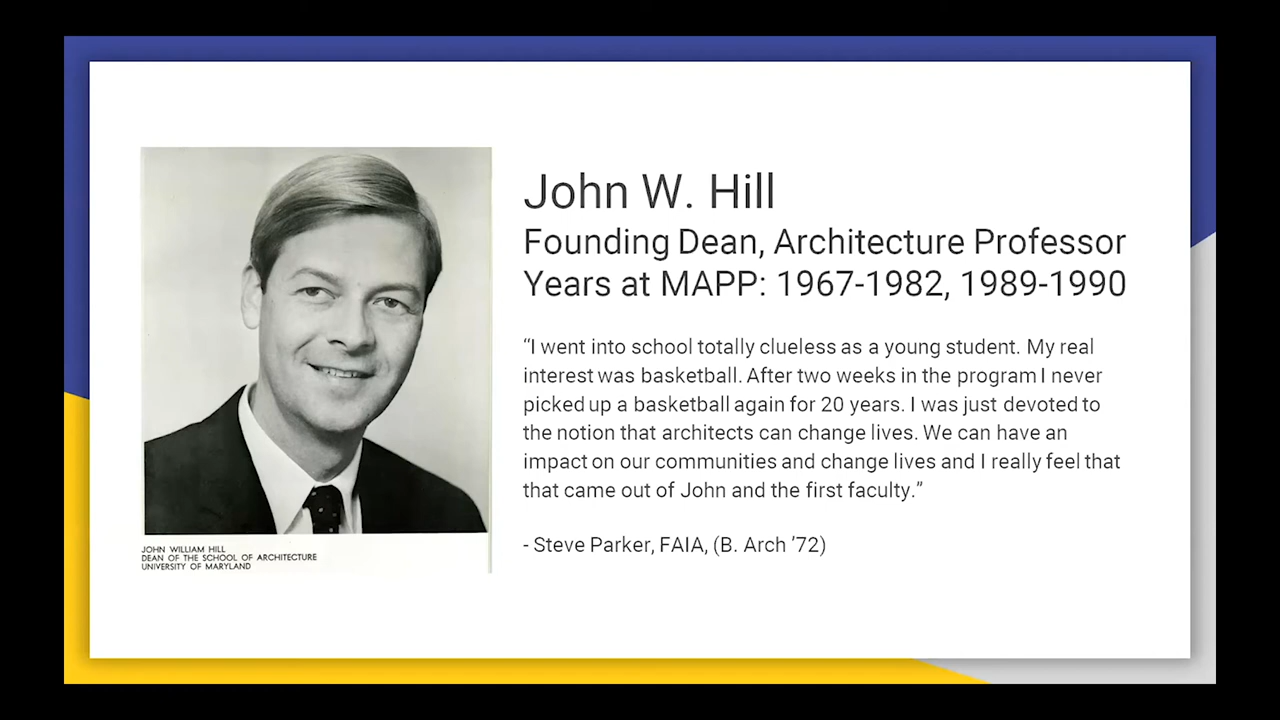 John W. Hill
Founding Dean, Architecture Professor
Years at MAPP: 1967-1982, 1989-1990
“I went into school totally clueless as a young student. My real
interest was basketball. After two weeks in the program I never
picked up a basketball again for 20 years. I was just devoted to
the notion that architects can change lives. We can have an
impact on our communities and change lives and I really feel that
that came out of John and the first faculty.”
- Steve Parker, FAIA, (B. Arch ’72)
JOHN WILLIAM HILL
DEAN OF THE SCHOOL OF ARCHITECTURE
UNIVERSITY OF MARYLAND